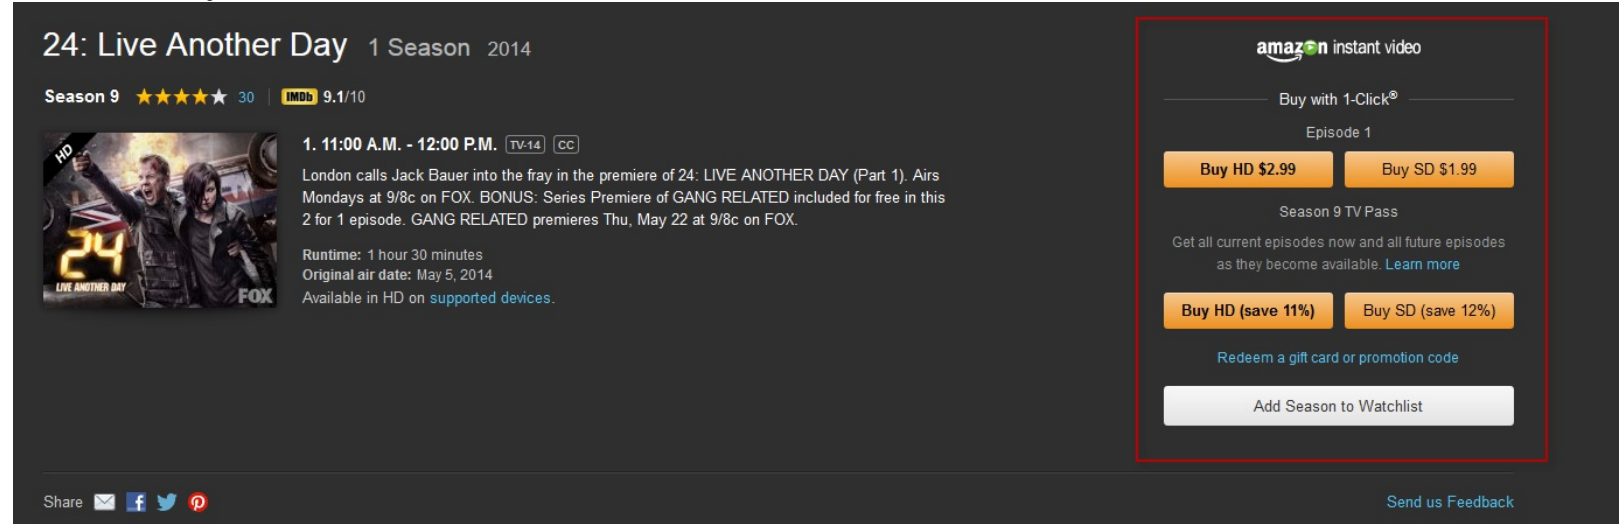 24: Live Another Day 1 Season 2014
Season 9 30 IMDb 9.1/10
HD
24
LIVE ANOTHER DAY
FOX
1. 11:00 A.M. - 12:00 P.M. TV-14 CC
London calls Jack Bauer into the fray in the premiere of 24: LIVE ANOTHER DAY (Part 1). Airs
Mondays at 9/8c on FOX. BONUS: Series Premiere of GANG RELATED included for free in this
2 for 1 episode. GANG RELATED premieres Thu, May 22 at 9/8c on FOX.
Runtime: 1 hour 30 minutes
Original air date: May 5, 2014
Available in HD on supported devices.
amazon instant video
Buy with 1-Click®
Episode 1
Buy HD $2.99 Buy SD $1.99
Season 9 TV Pass
Get all current episodes now and all future episodes
as they become available. Learn more
Buy HD (save 11%) Buy SD (save 12%)
Redeem a gift card or promotion code
Add Season to Watchlist
Share
Send us Feedback